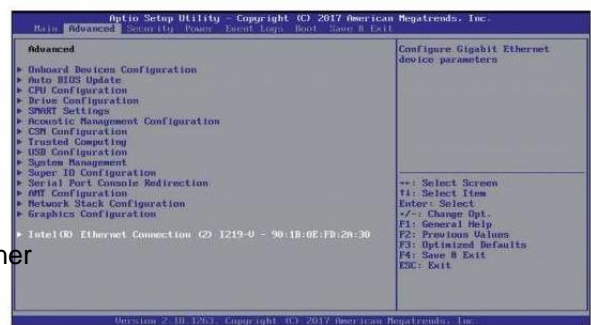 Aptio Setup Utility - Copyright (C) 2017 American Megatrends, Inc.
Main Advanced Security Power Event Logs Boot Save & Exit
Advanced
Onboard Devices Configuration
Auto BIOS Update
CPU Configuration
Drive Configuration
SMART Settings
Acoustic Management Configuration
CSM Configuration
Trusted Computing
USB Configuration
System Management
Super IO Configuration
Serial Port Console Redirection
AMT Configuration
Network Stack Configuration
Graphics Configuration
Intel(R) Ethernet Connection (2) I219-V - 90:1B:0E:FD:2A:30
Configure Gigabit Ethernet
device parameters
↔: Select Screen
↑↓: Select Item
Enter: Select
+/-: Change Opt.
F1: General Help
F2: Previous Values
F3: Optimized Defaults
F4: Save & Exit
ESC: Exit
ner
Version 2.18.1263. Copyright (C) 2017 American Megatrends, Inc.